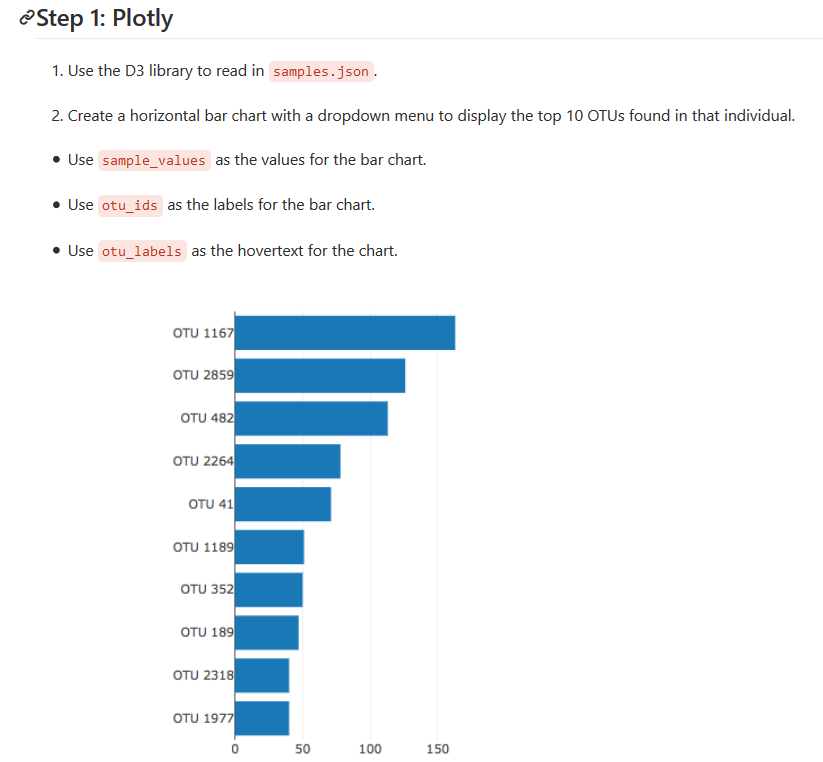 Step 1: Plotly
1. Use the D3 library to read in samples.json.
2. Create a horizontal bar chart with a dropdown menu to display the top 10 OTUs found in that individual.
• Use sample_values as the values for the bar chart.
• Use otu_ids as the labels for the bar chart.
• Use otu_labels as the hovertext for the chart.
OTU 1167
OTU 2859
OTU 482
OTU 2264
OTU 41
OTU 1189
OTU 352
OTU 189
OTU 2318
OTU 1977
0 50 100 150